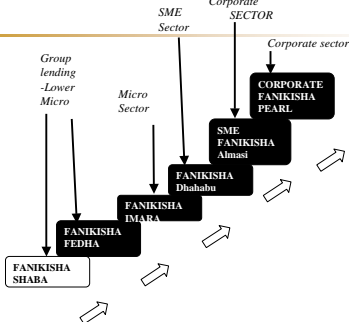 Corporate
SECTOR
SME
Sector
Corporate sector
Group
lending
-Lower
Micro
Micro
Sector
CORPORATE
FANIKISHA
PEARL
SME
FANIKISHA
Almasi
FANIKISHA
Dhahabu
FANIKISHA
IMARA
FANIKISHA
FEDHA
FANIKISHA
SHABA